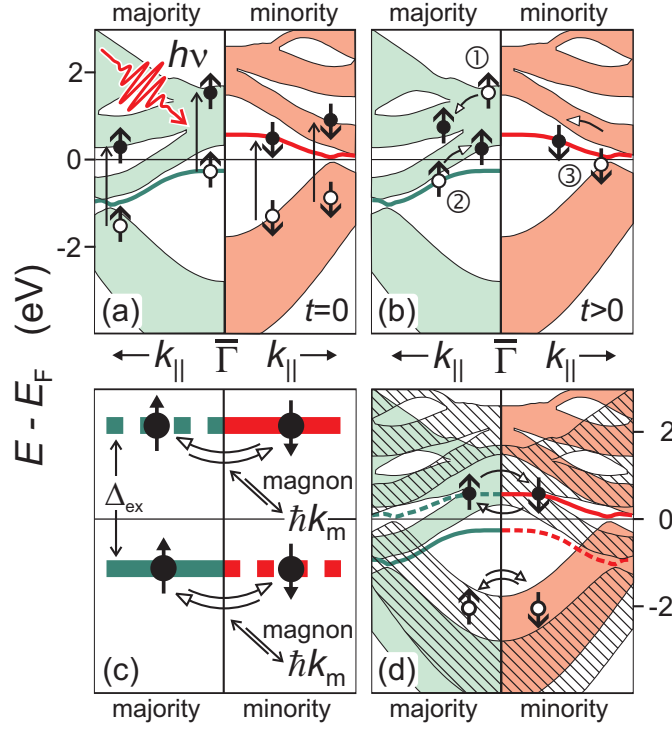 majority minority majority minority
hν
①
2
0
-2
②
③
(a) t=0 (b) t>0
E - E_F (eV)
← k_|| Γ̅ k_|| → ← k_|| Γ̅ k_|| →
Δ_ex
magnon
ħk_m
magnon
ħk_m
(c) (d)
2
0
-2
majority minority majority minority